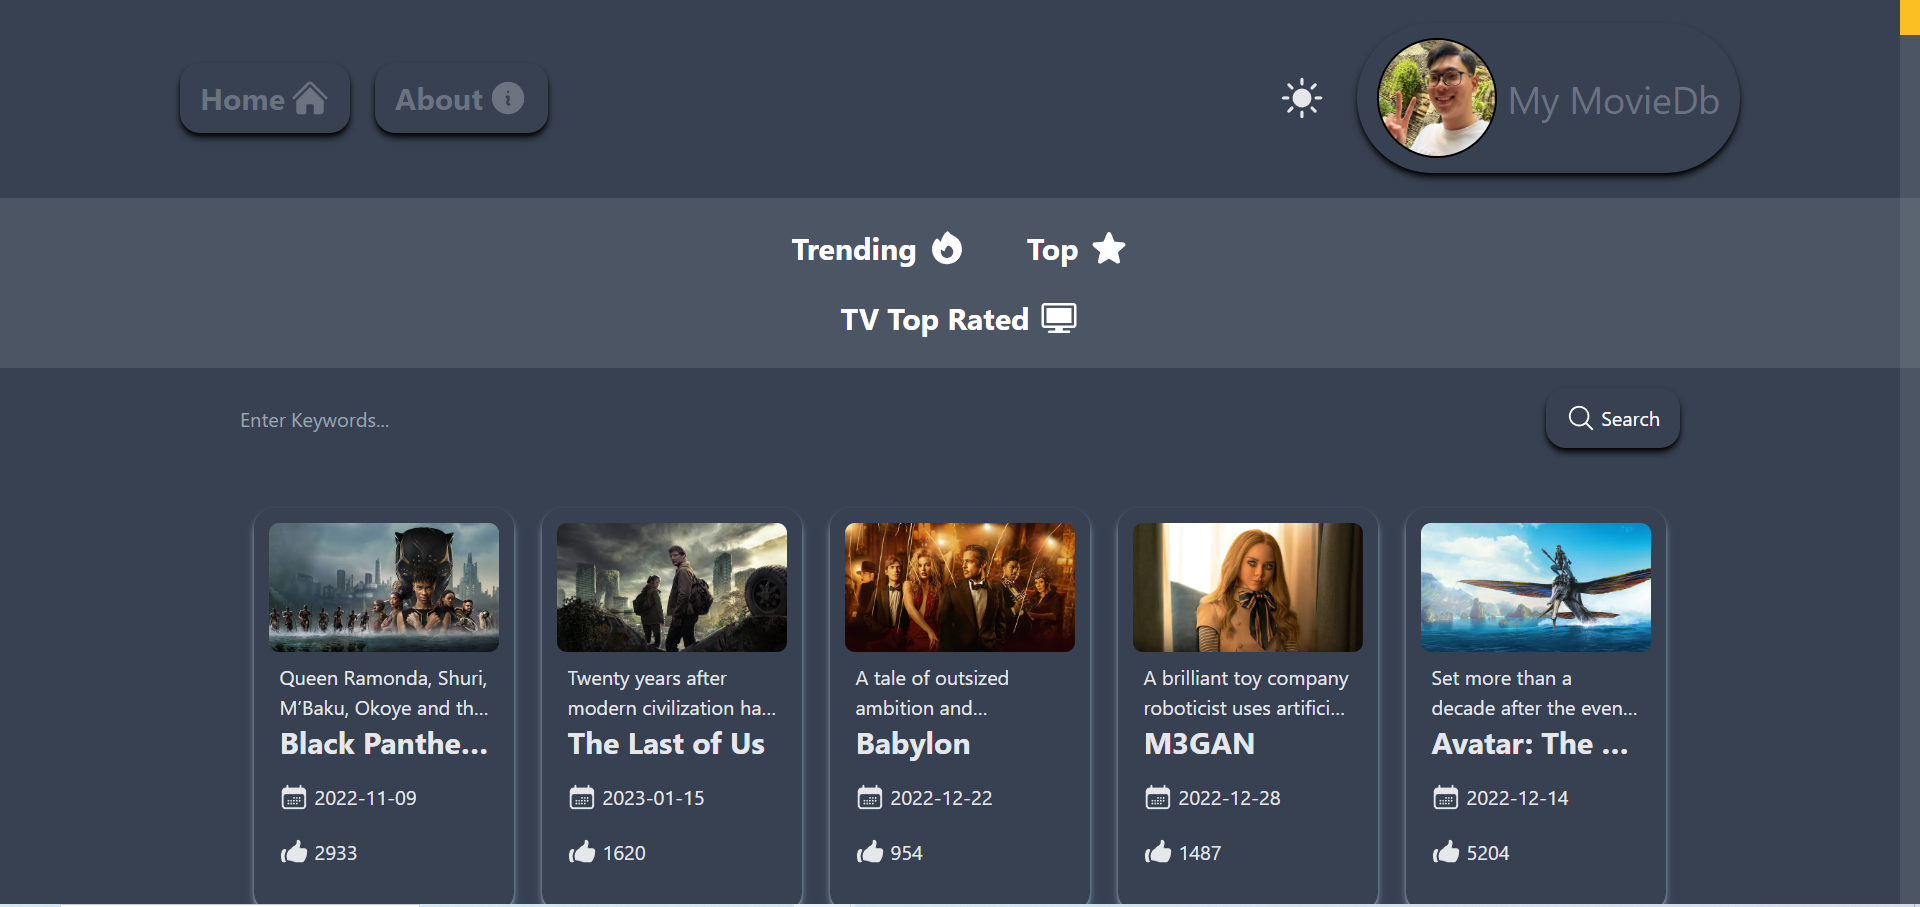 Home
About
My MovieDb
Trending
Top
TV Top Rated
Enter Keywords...
Search
Queen Ramonda, Shuri,
M’Baku, Okoye and th...
Black Panthe...
2022-11-09
2933
Twenty years after
modern civilization ha...
The Last of Us
2023-01-15
1620
A tale of outsized
ambition and...
Babylon
2022-12-22
954
A brilliant toy company
roboticist uses artifici...
M3GAN
2022-12-28
1487
Set more than a
decade after the even...
Avatar: The ...
2022-12-14
5204